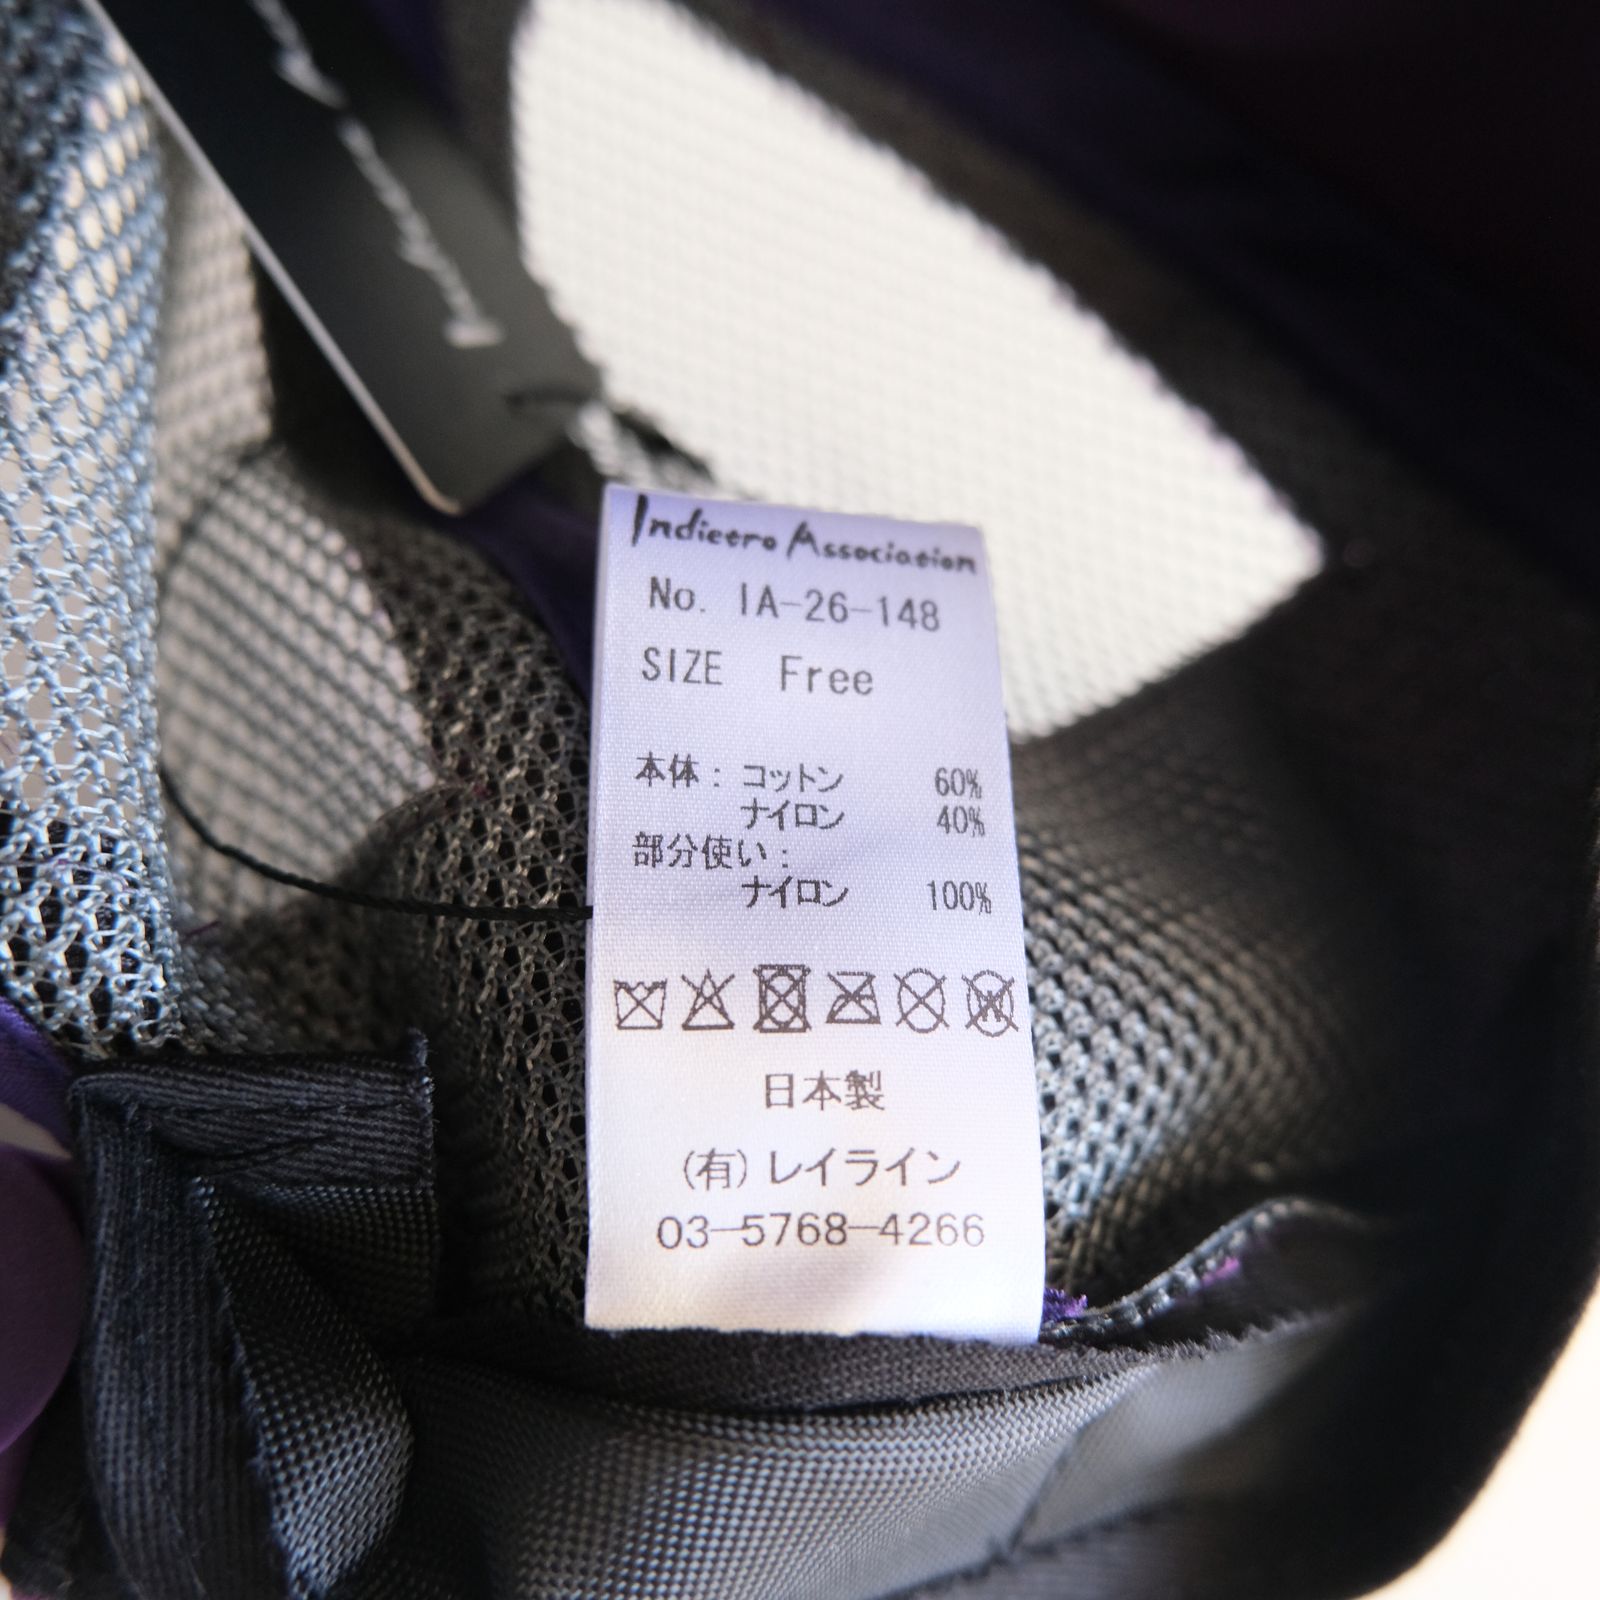 Indietro Association
No. IA-26-148
SIZE Free
本体： コットン 60%
ナイロン 40%
部分使い：
ナイロン 100%
日本製
(有) レイライン
03-5768-4266